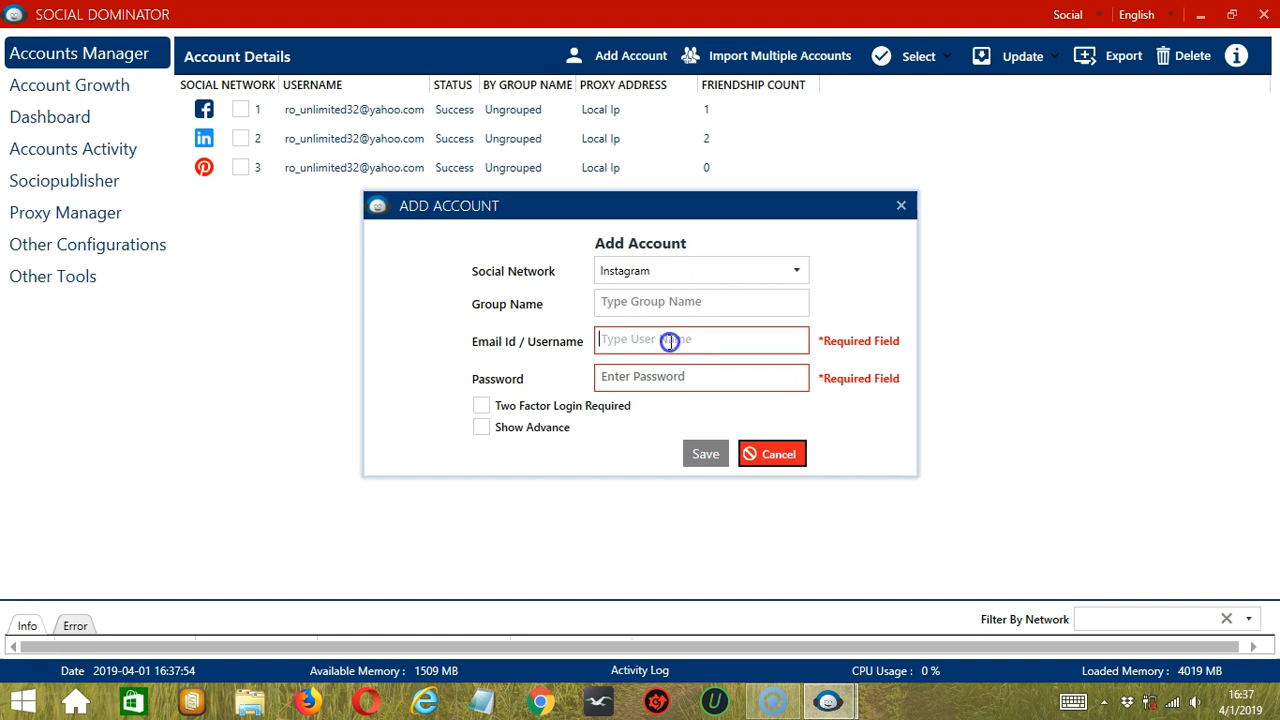 SOCIAL DOMINATOR Social English
Accounts Manager
Account Growth
Dashboard
Accounts Activity
Sociopublisher
Proxy Manager
Other Configurations
Other Tools
Account Details Add Account Import Multiple Accounts Select Update Export Delete
SOCIAL NETWORK USERNAME STATUS BY GROUP NAME PROXY ADDRESS FRIENDSHIP COUNT
1 ro_unlimited32@yahoo.com Success Ungrouped Local Ip 1
2 ro_unlimited32@yahoo.com Success Ungrouped Local Ip 2
3 ro_unlimited32@yahoo.com Success Ungrouped Local Ip 0
ADD ACCOUNT
Add Account
Social Network Instagram
Group Name Type Group Name
Email Id / Username Type User Name *Required Field
Password Enter Password *Required Field
Two Factor Login Required
Show Advance
Save Cancel
Info Error Filter By Network
Date 2019-04-01 16:37:54 Available Memory : 1509 MB Activity Log CPU Usage : 0 % Loaded Memory : 4019 MB
16:37
4/1/2019